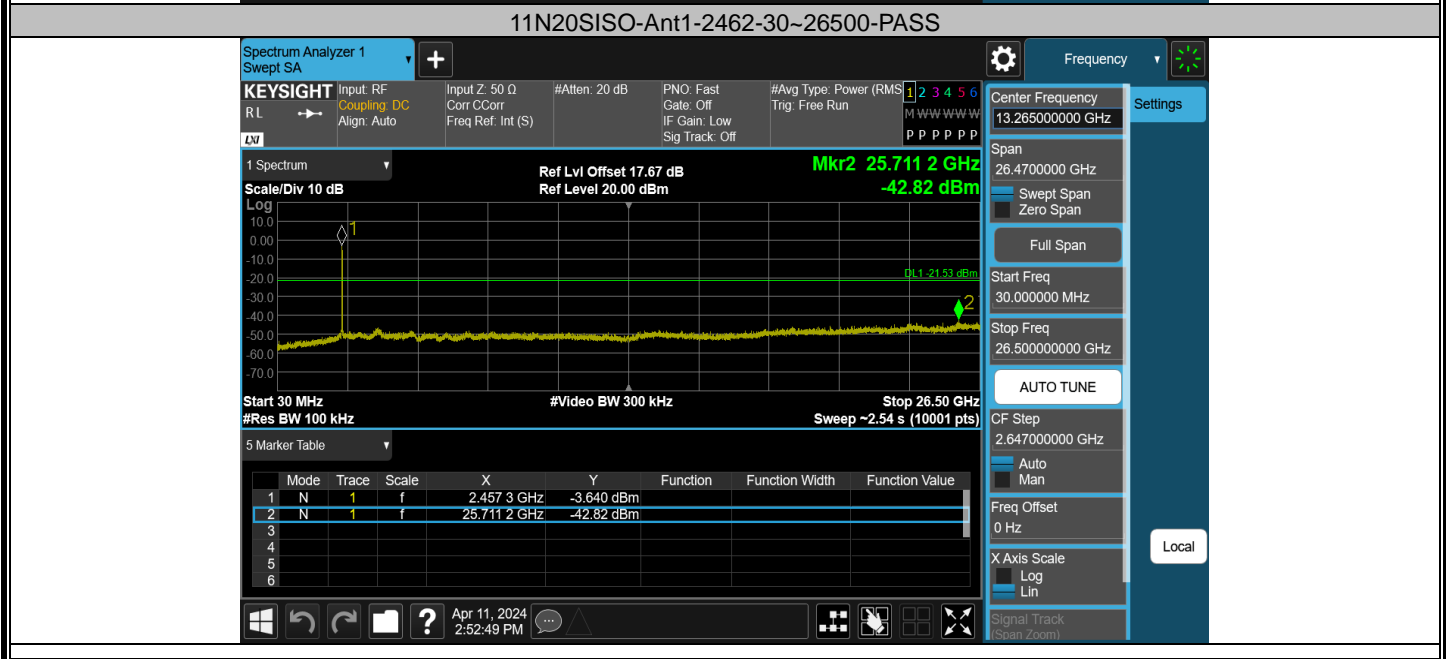 11N20SISO-Ant1-2462-30~26500-PASS
Spectrum Analyzer 1
Swept SA
+
Frequency
KEYSIGHT
R L
LXI
Input: RF
Coupling: DC
Align: Auto
Input Z: 50 Ω
Corr CCorr
Freq Ref: Int (S)
#Atten: 20 dB
PNO: Fast
Gate: Off
IF Gain: Low
Sig Track: Off
#Avg Type: Power (RMS
Trig: Free Run
1 2 3 4 5 6
M W W W W W
P P P P P P
1 Spectrum
Scale/Div 10 dB
Ref Lvl Offset 17.67 dB
Ref Level 20.00 dBm
Mkr2 25.711 2 GHz
-42.82 dBm
Log
10.0
0.00
-10.0
-20.0
-30.0
-40.0
-50.0
-60.0
-70.0
1
DL1 -21.53 dBm
2
Start 30 MHz
#Video BW 300 kHz
Stop 26.50 GHz
#Res BW 100 kHz
Sweep ~2.54 s (10001 pts)
5 Marker Table
Mode Trace Scale X Y Function Function Width Function Value
1 N 1 f 2.457 3 GHz -3.640 dBm
2 N 1 f 25.711 2 GHz -42.82 dBm
3
4
5
6
?
Apr 11, 2024
2:52:49 PM
Center Frequency
13.265000000 GHz
Span
26.4700000 GHz
Swept Span
Zero Span
Full Span
Start Freq
30.000000 MHz
Stop Freq
26.500000000 GHz
AUTO TUNE
CF Step
2.647000000 GHz
Auto
Man
Freq Offset
0 Hz
X Axis Scale
Log
Lin
Signal Track
(Span Zoom)
Settings
Local